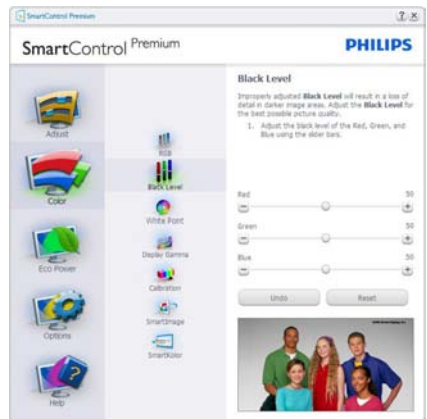 SmartControl Premium
SmartControl Premium
PHILIPS
Adjust
Color
Eco Power
Options
Help
RGB
Black Level
White Point
Display Gamma
Calibration
SmartImage
SmartKolor
Black Level
Improperly adjusted Black Level will result in a loss of
detail in darker image areas. Adjust the Black Level for
the best possible picture quality.
1. Adjust the black level of the Red, Green, and
Blue using the slider bars.
Red 50
Green 50
Blue 50
Undo Reset